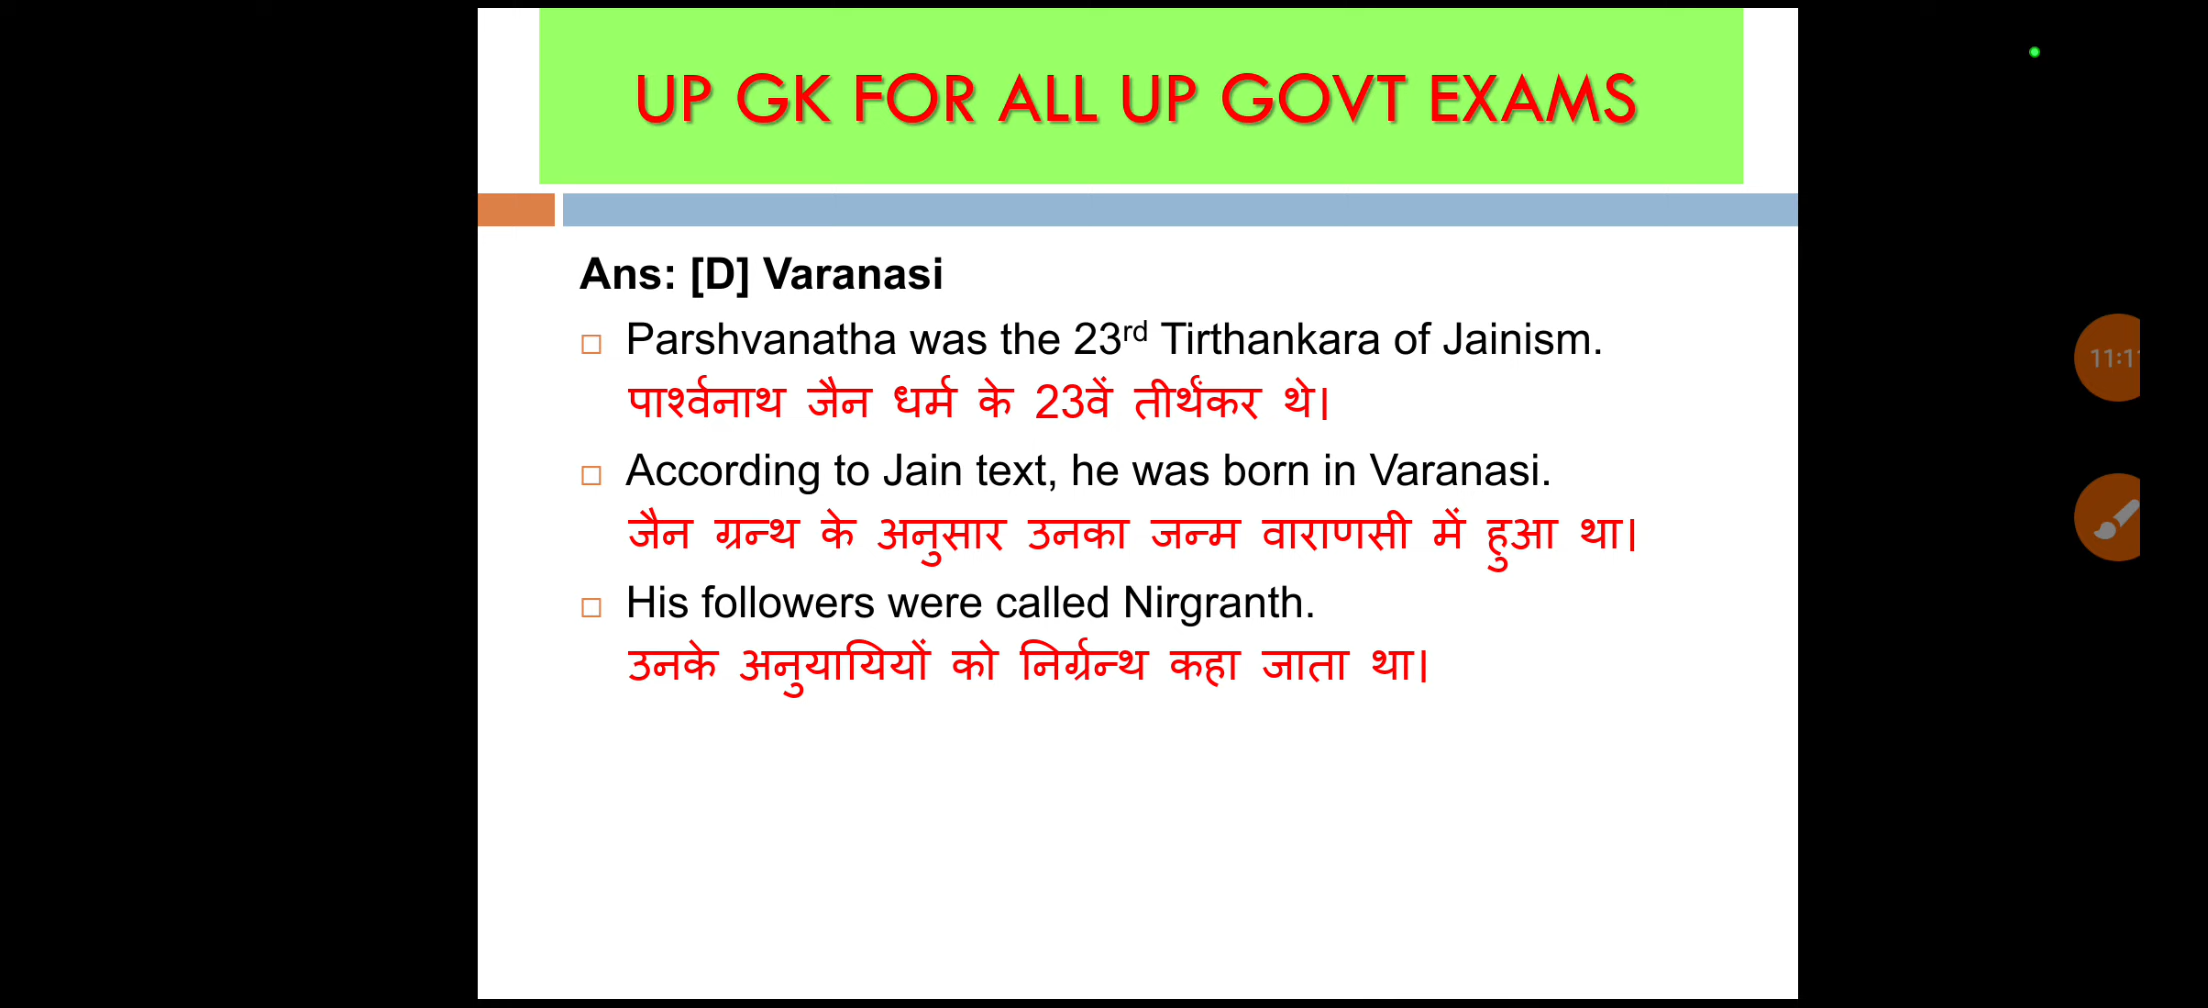 UP GK FOR ALL UP GOVT EXAMS
Ans: [D] Varanasi
Parshvanatha was the 23rd Tirthankara of Jainism.
पार्श्वनाथ जैन धर्म के 23वें तीर्थंकर थे।
According to Jain text, he was born in Varanasi.
जैन ग्रन्थ के अनुसार उनका जन्म वाराणसी में हुआ था।
His followers were called Nirgranth.
उनके अनुयायियों को निर्ग्रन्थ कहा जाता था।